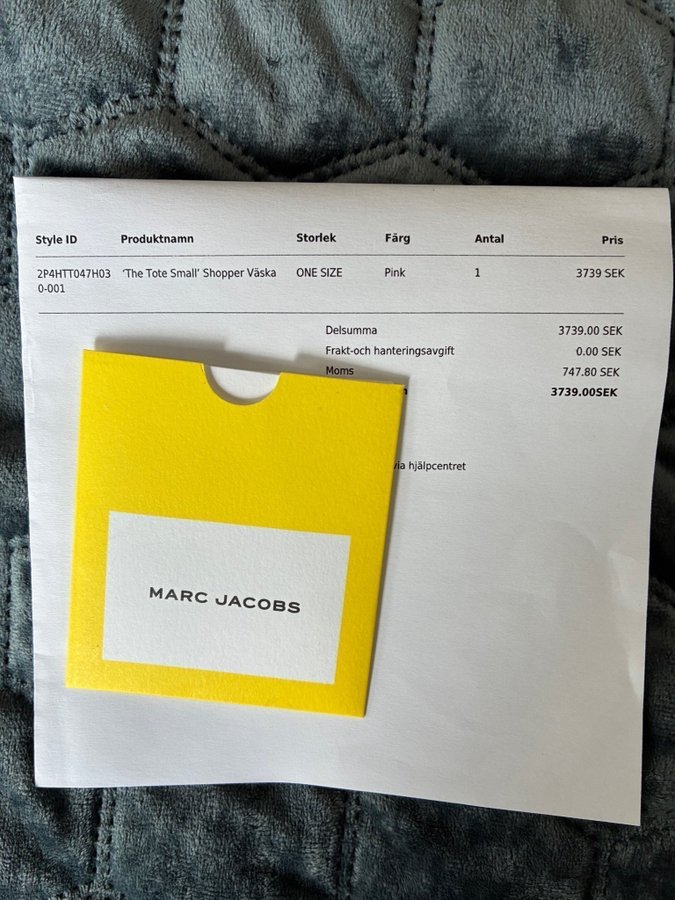 Style ID Produktnamn Storlek Färg Antal Pris
2P4HTT047H03 ‘The Tote Small’ Shopper Väska ONE SIZE Pink 1 3739 SEK
0-001
Delsumma 3739.00 SEK
Frakt-och hanteringsavgift 0.00 SEK
Moms 747.80 SEK
3739.00SEK
via hjälpcentret
MARC JACOBS